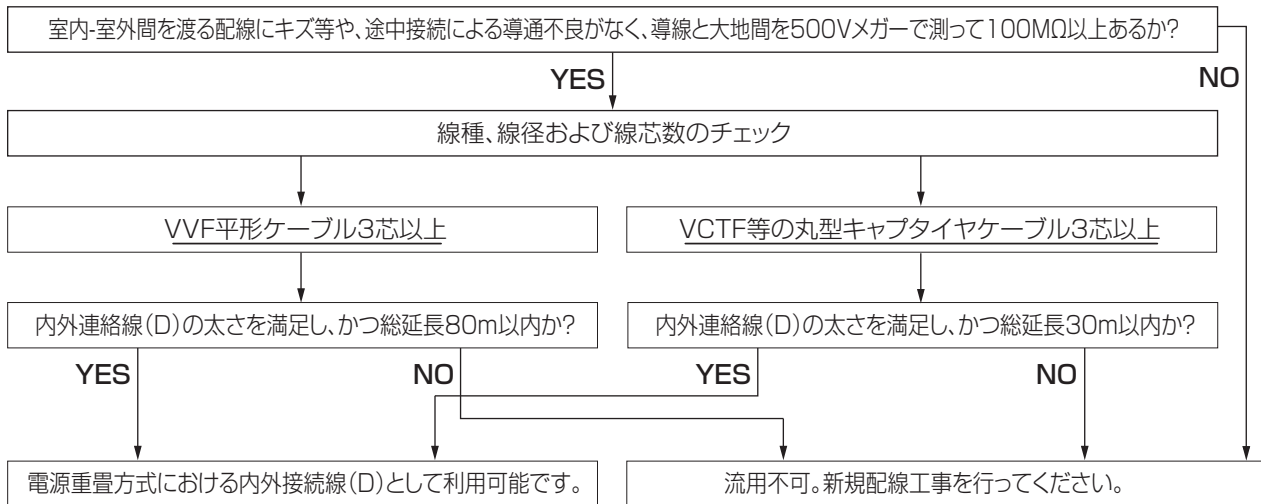 室内-室外間を渡る配線にキズ等や、途中接続による導通不良がなく、導線と大地間を500Vメガーで測って100MΩ以上あるか?
YES
NO
線種、線径および線芯数のチェック
VVF平形ケーブル3芯以上
VCTF等の丸型キャプタイヤケーブル3芯以上
内外連絡線(D)の太さを満足し、かつ総延長80m以内か?
内外連絡線(D)の太さを満足し、かつ総延長30m以内か?
YES
NO
YES
NO
電源重畳方式における内外接続線(D)として利用可能です。
流用不可。新規配線工事を行ってください。